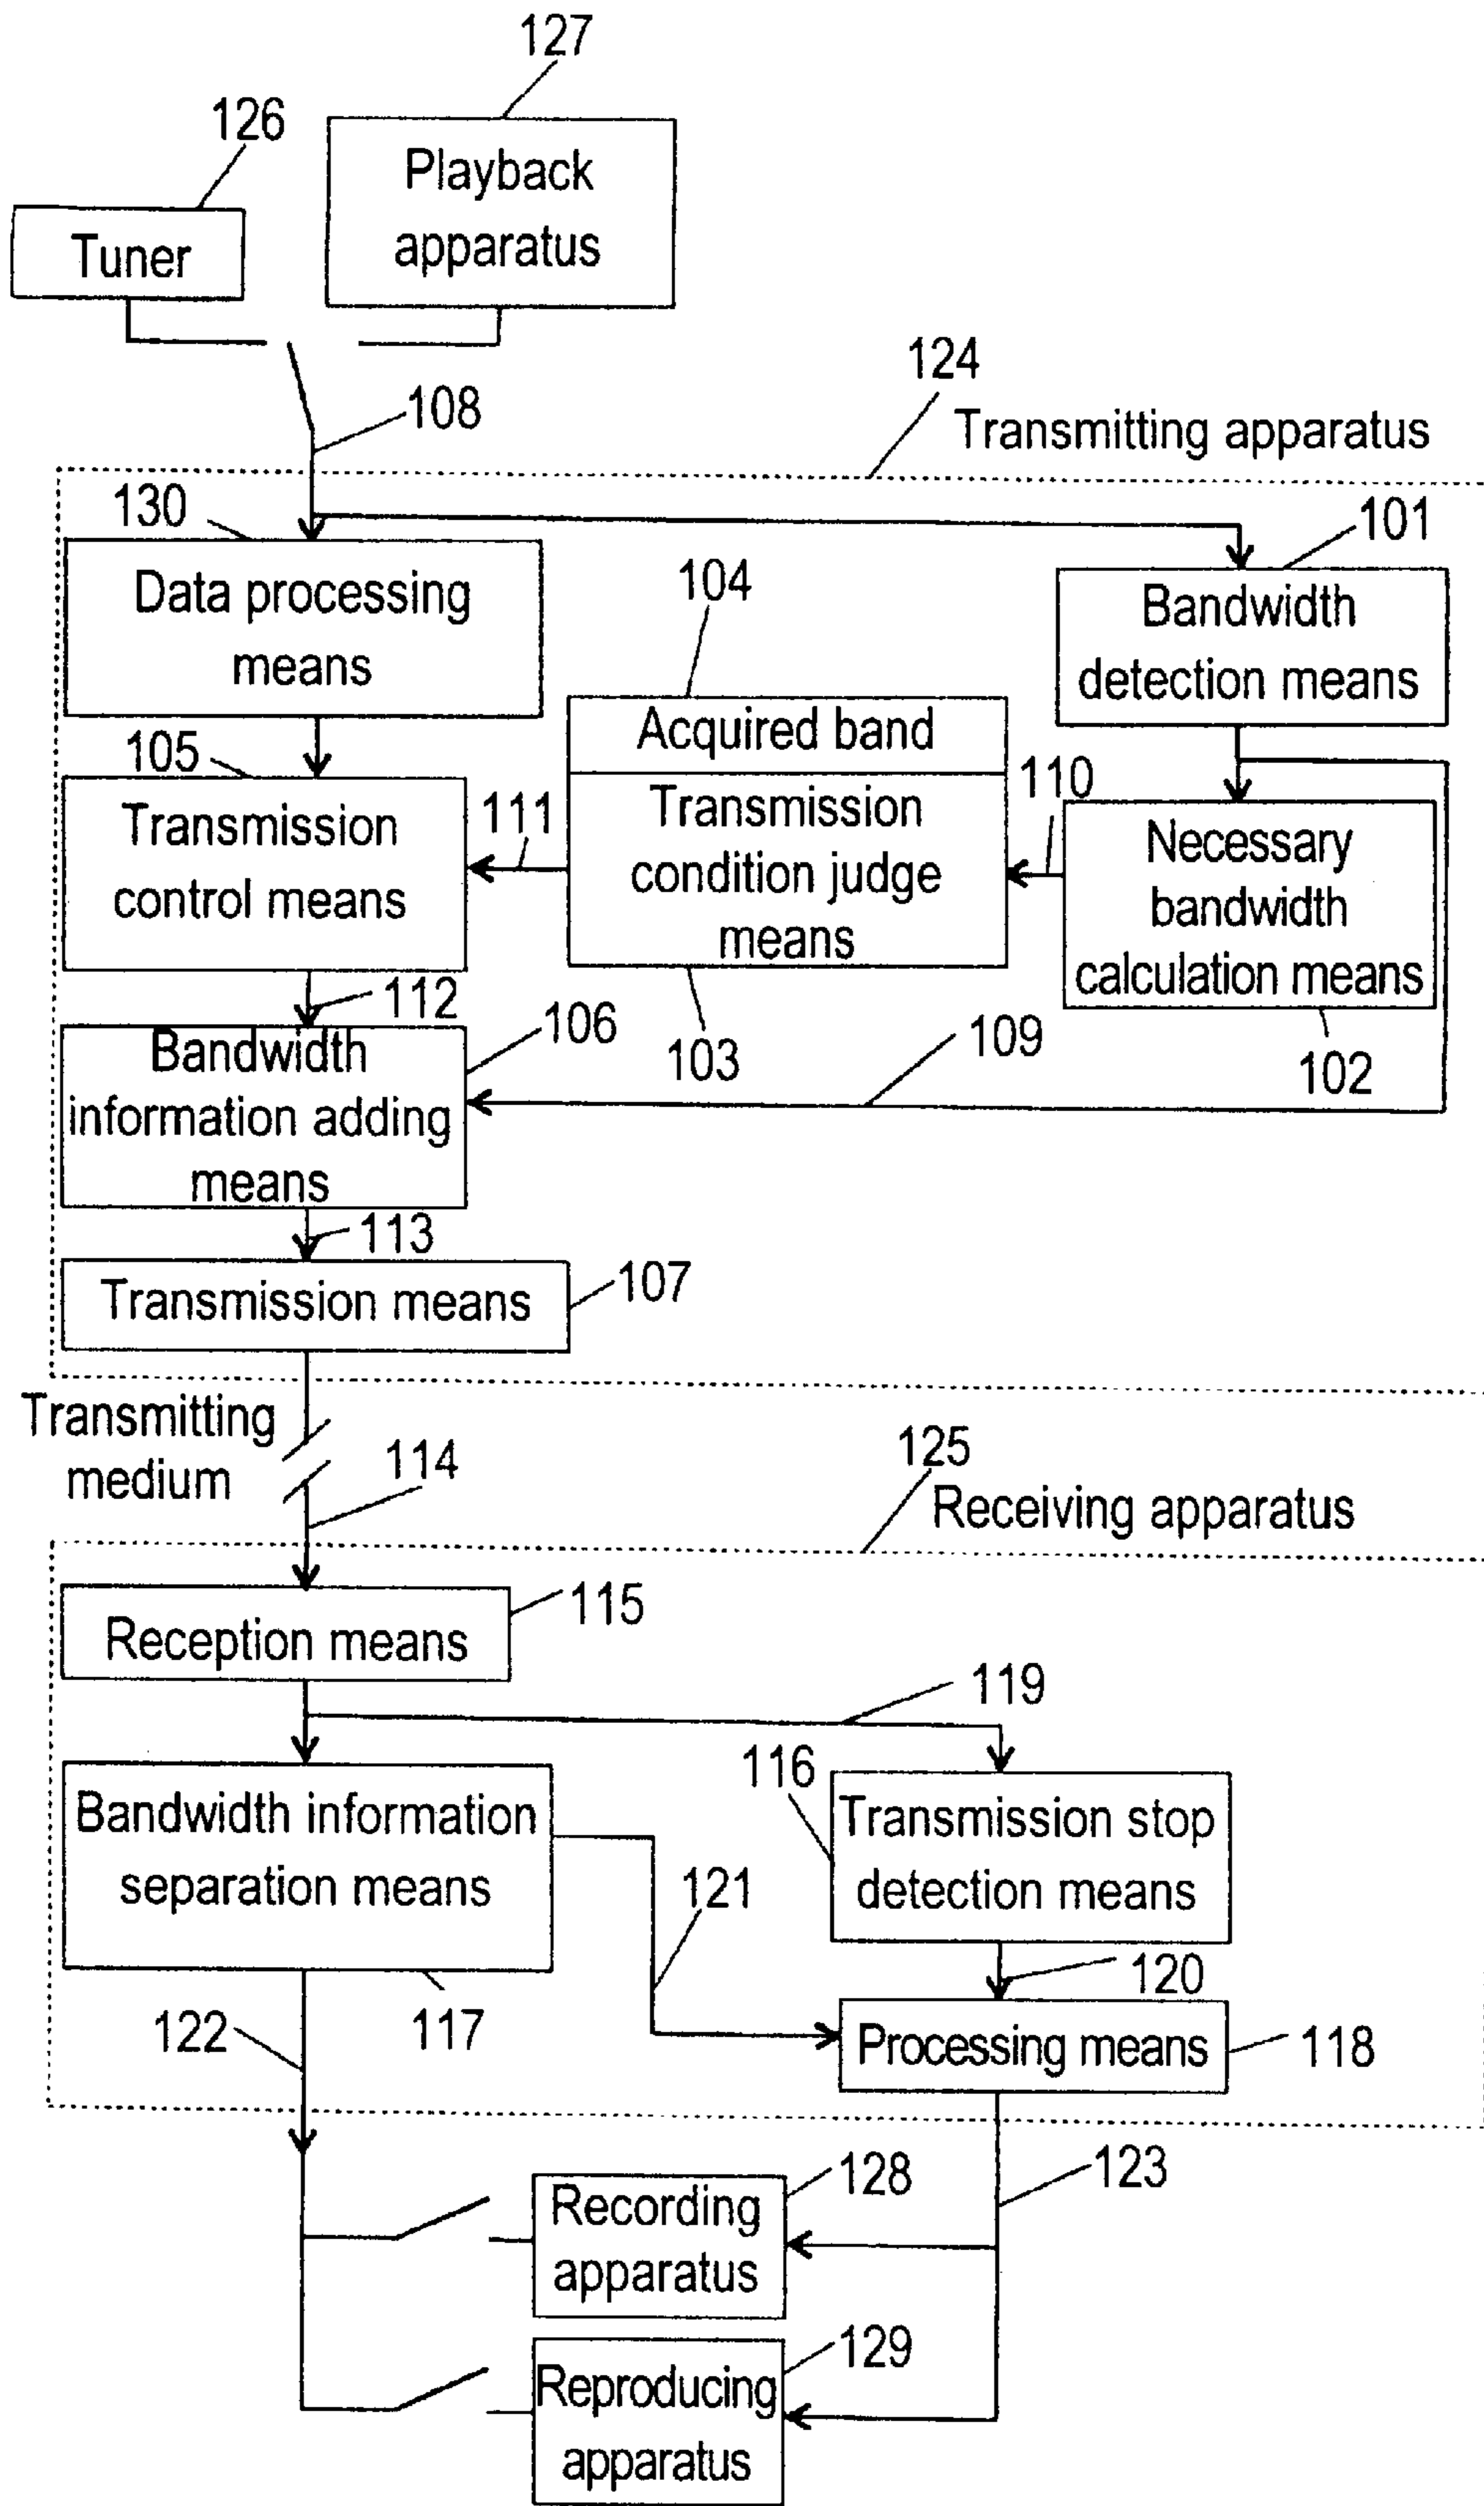 127
126
Playback
apparatus
Tuner
124
108
Transmitting apparatus
130
101
104
Data processing
means
Bandwidth
detection means
Acquired band
105
110
Transmission
control means
111
Transmission
condition judge
means
Necessary
bandwidth
calculation means
112
106
109
Bandwidth
information adding
means
103
102
113
107
Transmission means
Transmitting
medium
114
125
Receiving apparatus
115
Reception means
119
116
Bandwidth information
separation means
Transmission stop
detection means
121
120
122
117
Processing means
118
128
123
Recording
apparatus
129
Reproducing
apparatus